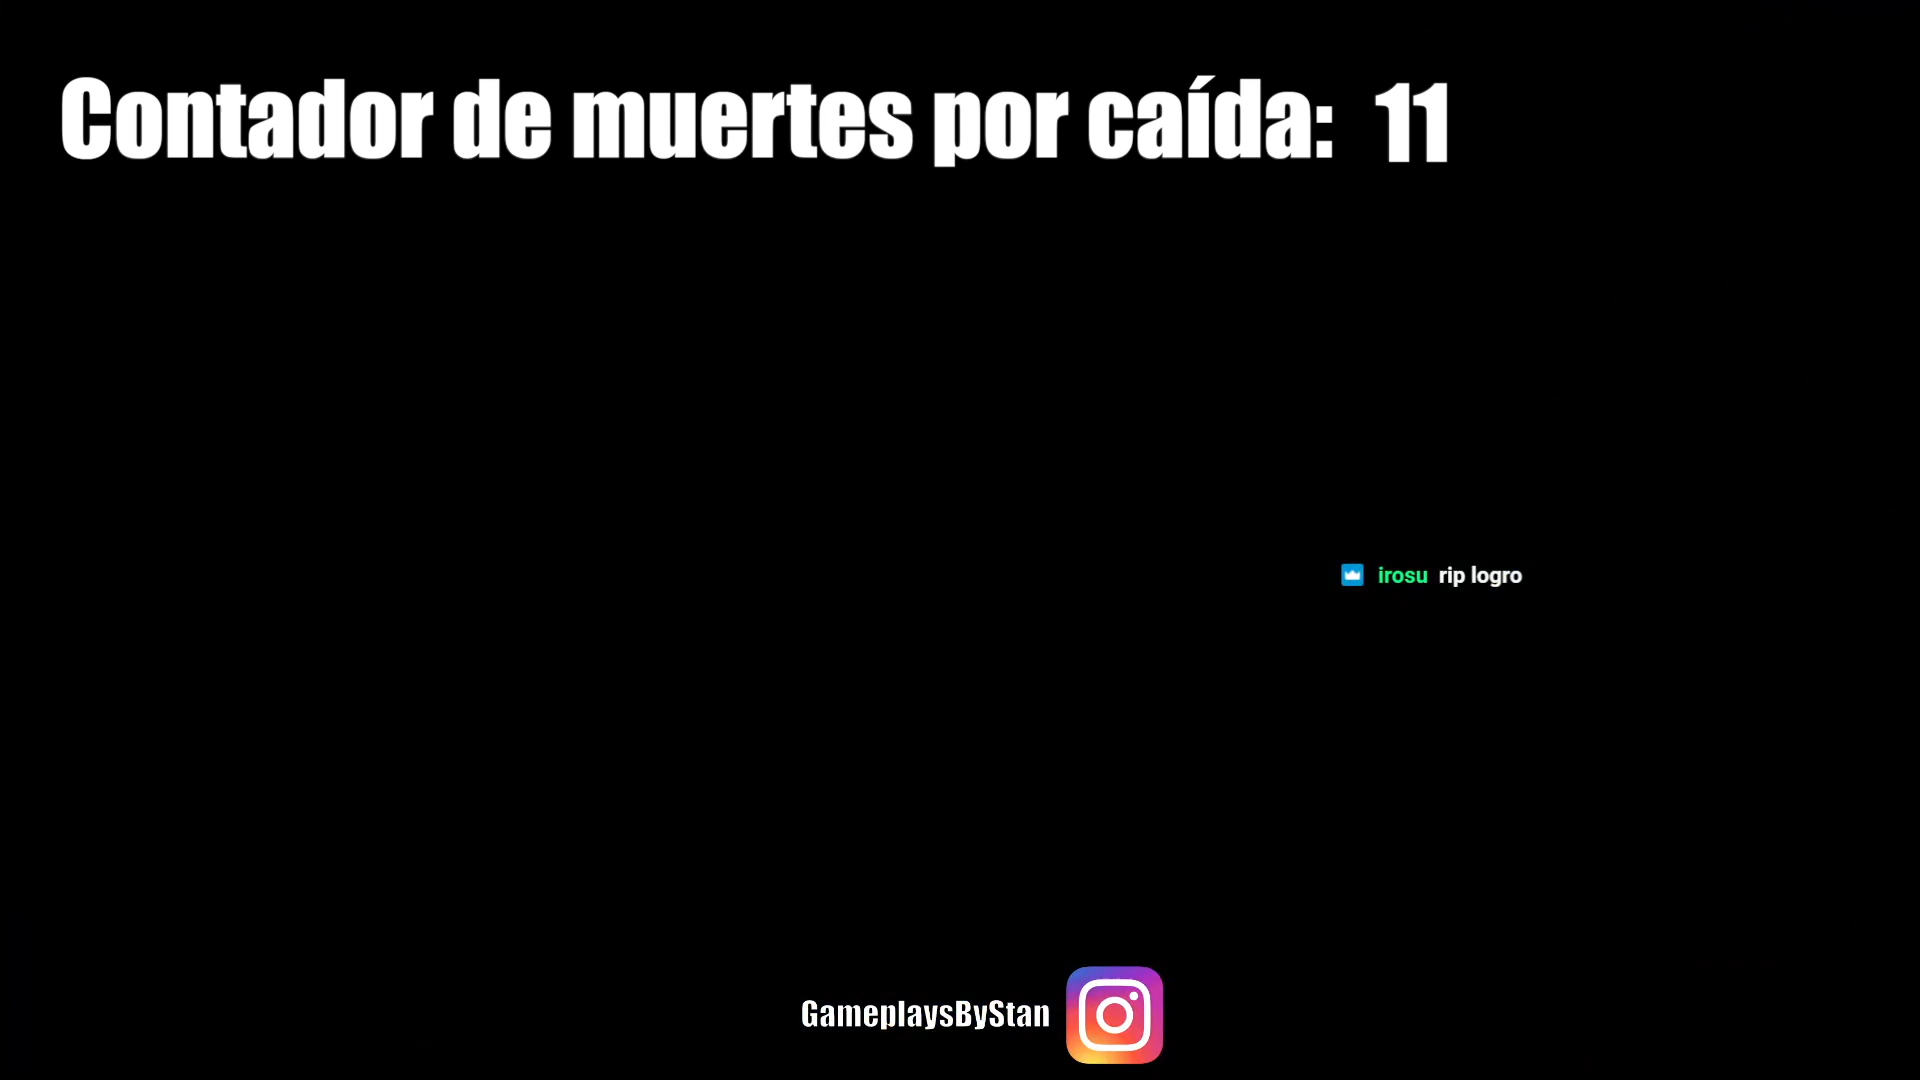 Contador de muertes por caída: 11
irosu rip logro
GameplaysByStan